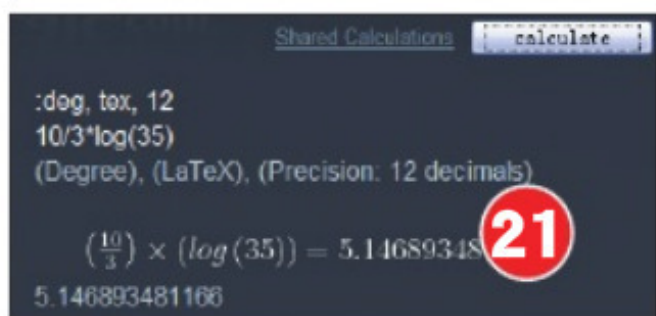 Shared Calculations calculate
:deg, tex, 12
10/3*log(35)
(Degree), (LaTeX), (Precision: 12 decimals)
(10/3) × (log (35)) = 5.14689348
21
5.146893481166